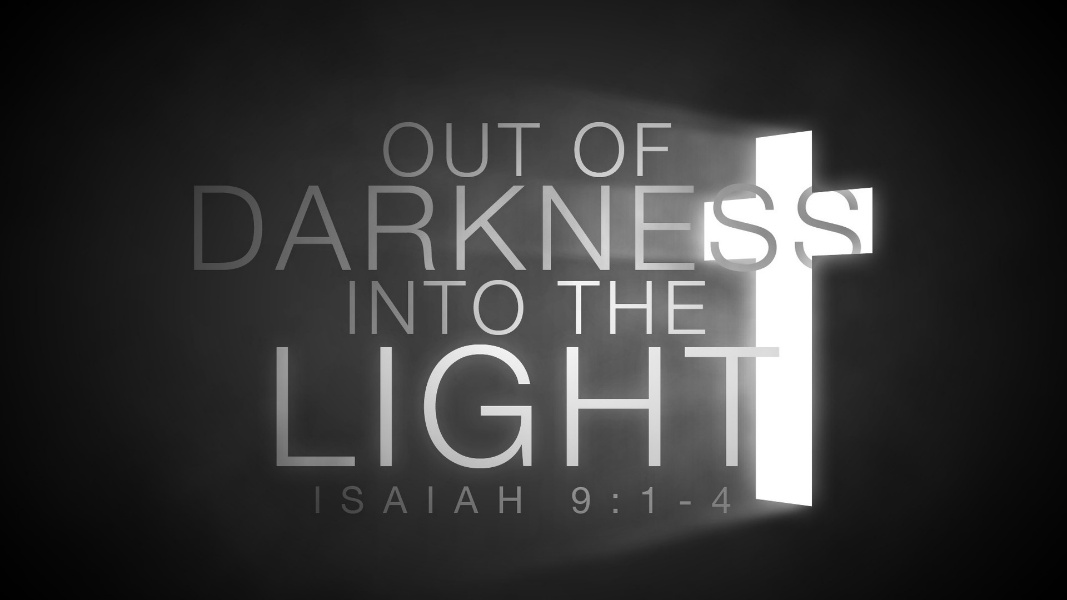 OUT OF
DARKNESS
INTO THE
LIGHT
ISAIAH 9:1-4